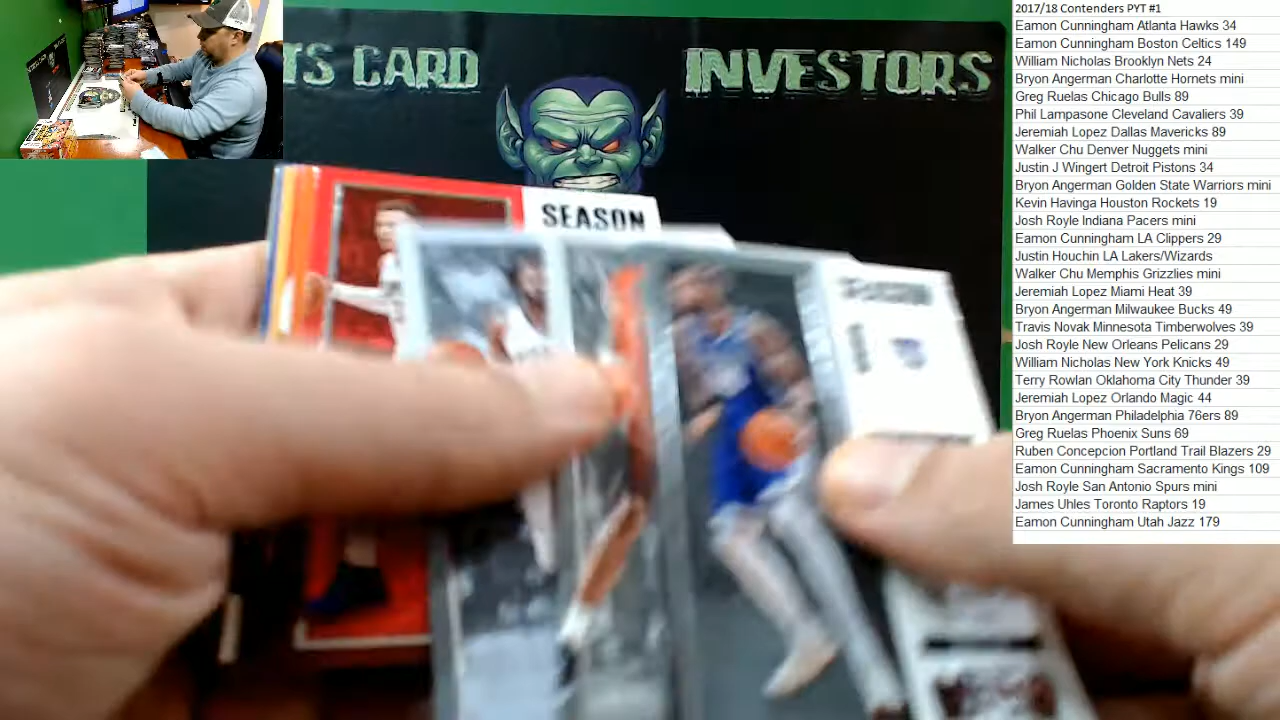 TS CARD INVESTORS
SEASON
2017/18 Contenders PYT #1
Eamon Cunningham Atlanta Hawks 34
Eamon Cunningham Boston Celtics 149
William Nicholas Brooklyn Nets 24
Bryon Angerman Charlotte Hornets mini
Greg Ruelas Chicago Bulls 89
Phil Lampasone Cleveland Cavaliers 39
Jeremiah Lopez Dallas Mavericks 89
Walker Chu Denver Nuggets mini
Justin J Wingert Detroit Pistons 34
Bryon Angerman Golden State Warriors mini
Kevin Havinga Houston Rockets 19
Josh Royle Indiana Pacers mini
Eamon Cunningham LA Clippers 29
Justin Houchin LA Lakers/Wizards
Walker Chu Memphis Grizzlies mini
Jeremiah Lopez Miami Heat 39
Bryon Angerman Milwaukee Bucks 49
Travis Novak Minnesota Timberwolves 39
Josh Royle New Orleans Pelicans 29
William Nicholas New York Knicks 49
Terry Rowlan Oklahoma City Thunder 39
Jeremiah Lopez Orlando Magic 44
Bryon Angerman Philadelphia 76ers 89
Greg Ruelas Phoenix Suns 69
Ruben Concepcion Portland Trail Blazers 29
Eamon Cunningham Sacramento Kings 109
Josh Royle San Antonio Spurs mini
James Uhles Toronto Raptors 19
Eamon Cunningham Utah Jazz 179